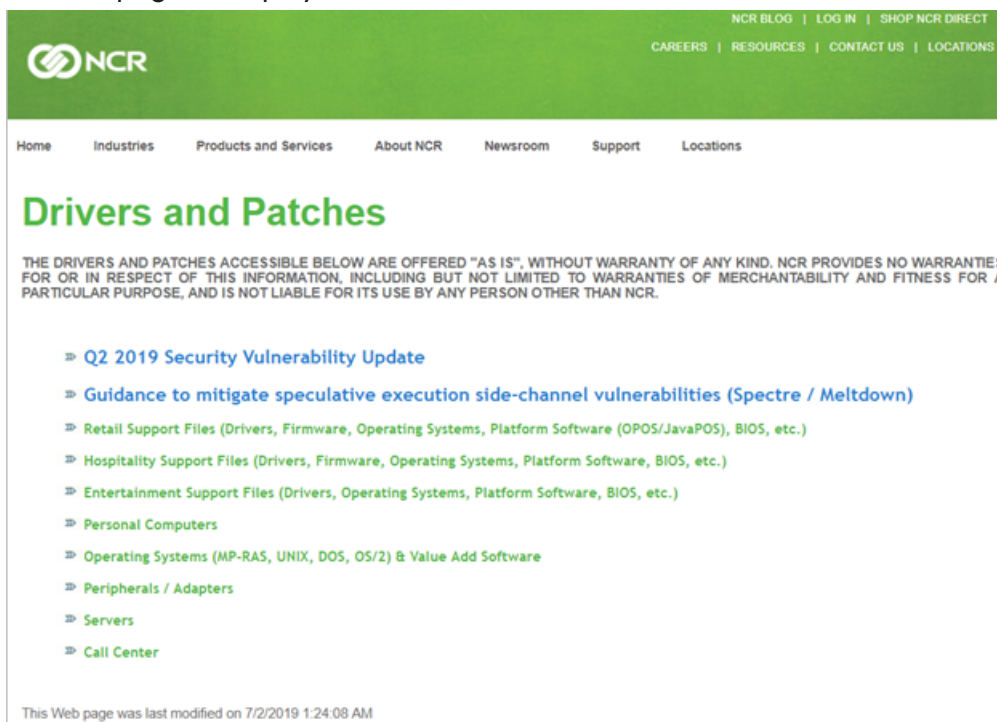 NCR BLOG | LOG IN | SHOP NCR DIRECT
CAREERS | RESOURCES | CONTACT US | LOCATIONS
NCR
Home Industries Products and Services About NCR Newsroom Support Locations
Drivers and Patches
THE DRIVERS AND PATCHES ACCESSIBLE BELOW ARE OFFERED "AS IS", WITHOUT WARRANTY OF ANY KIND. NCR PROVIDES NO WARRANTIES
FOR OR IN RESPECT OF THIS INFORMATION, INCLUDING BUT NOT LIMITED TO WARRANTIES OF MERCHANTABILITY AND FITNESS FOR A
PARTICULAR PURPOSE, AND IS NOT LIABLE FOR ITS USE BY ANY PERSON OTHER THAN NCR.
Q2 2019 Security Vulnerability Update
Guidance to mitigate speculative execution side-channel vulnerabilities (Spectre / Meltdown)
Retail Support Files (Drivers, Firmware, Operating Systems, Platform Software (OPOS/JavaPOS), BIOS, etc.)
Hospitality Support Files (Drivers, Firmware, Operating Systems, Platform Software, BIOS, etc.)
Entertainment Support Files (Drivers, Operating Systems, Platform Software, BIOS, etc.)
Personal Computers
Operating Systems (MP-RAS, UNIX, DOS, OS/2) & Value Add Software
Peripherals / Adapters
Servers
Call Center
This Web page was last modified on 7/2/2019 1:24:08 AM